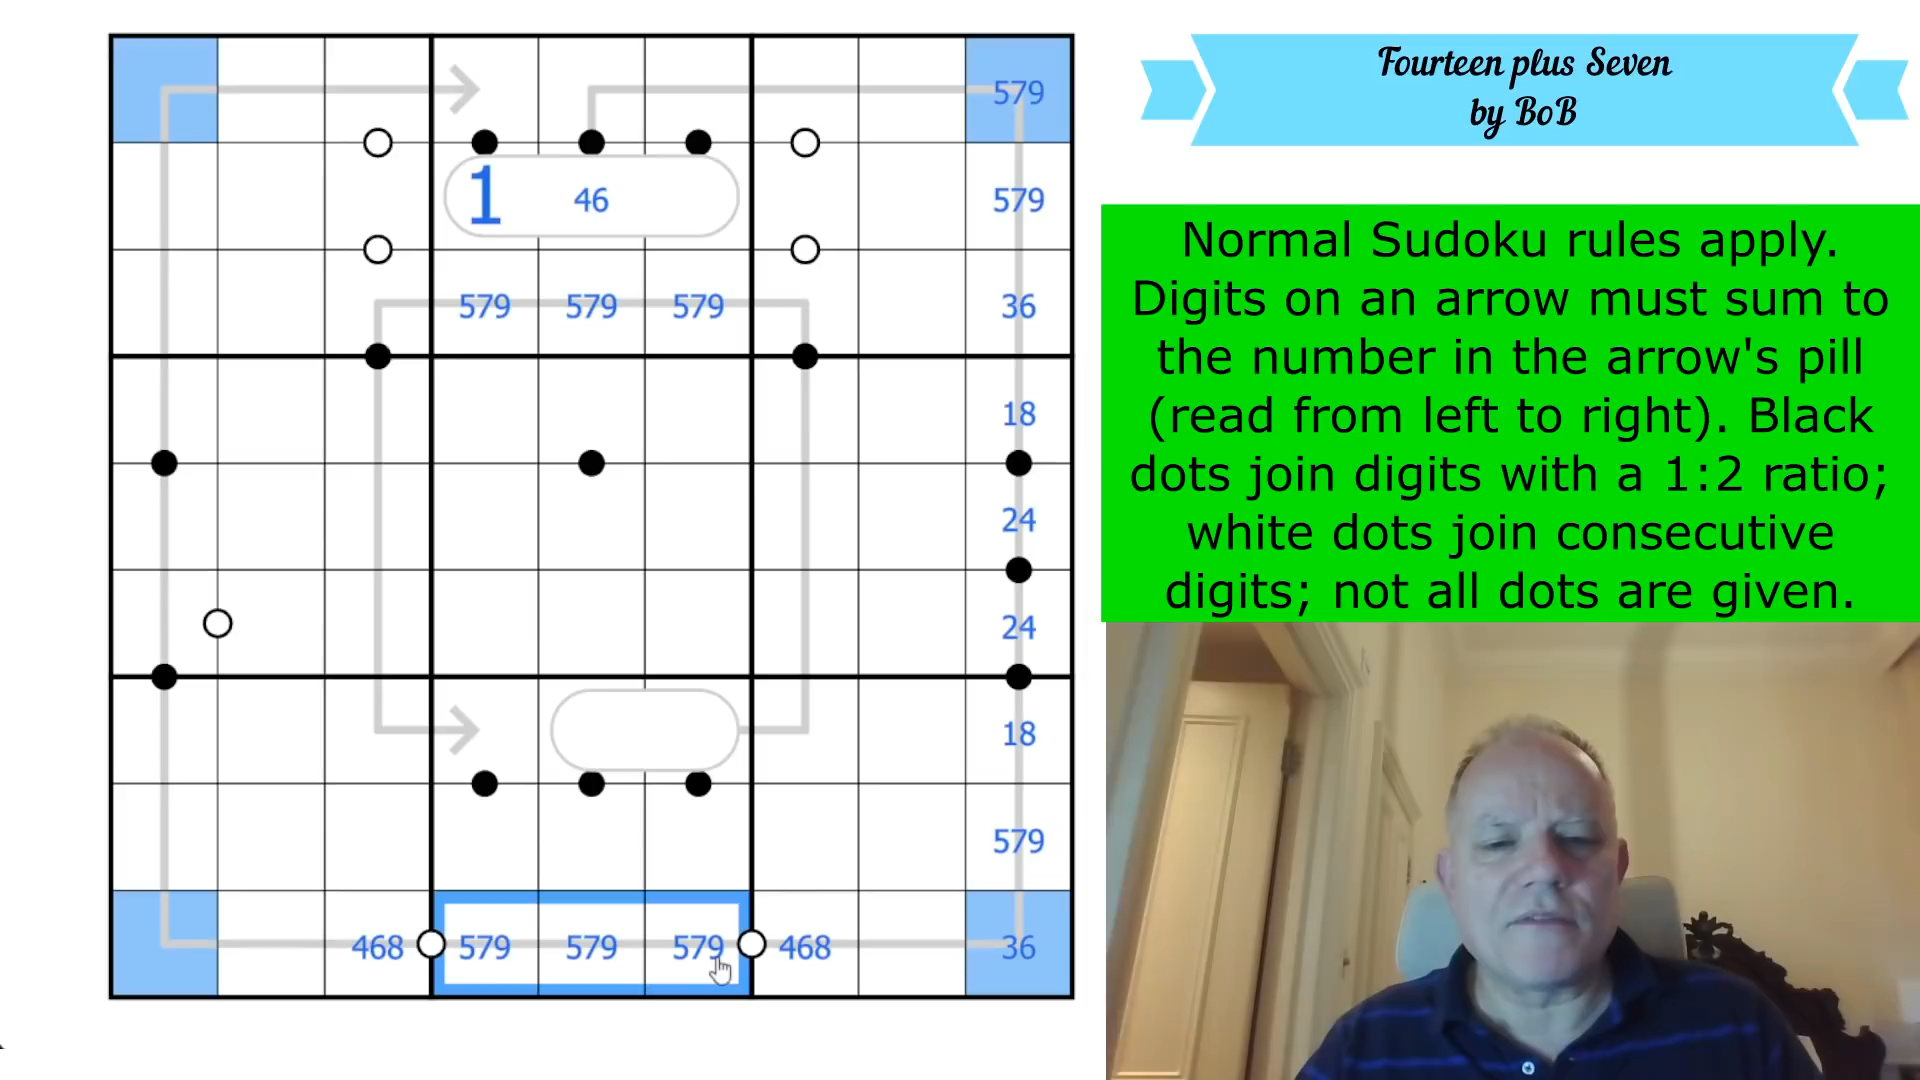 Fourteen plus Seven
by BoB
Normal Sudoku rules apply.
Digits on an arrow must sum to
the number in the arrow's pill
(read from left to right). Black
dots join digits with a 1:2 ratio;
white dots join consecutive
digits; not all dots are given.
579
1 46 579
579 579 579 36
18
24
24
18
579
468 579 579 579 468 36